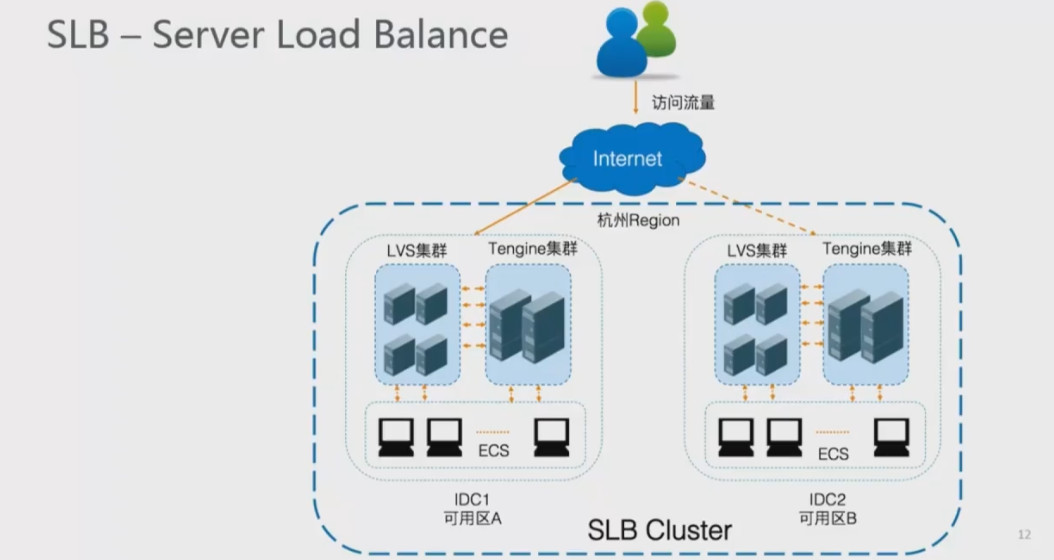 SLB – Server Load Balance
访问流量
Internet
杭州Region
LVS集群
Tengine集群
LVS集群
Tengine集群
ECS
ECS
IDC1
可用区A
IDC2
可用区B
SLB Cluster
12